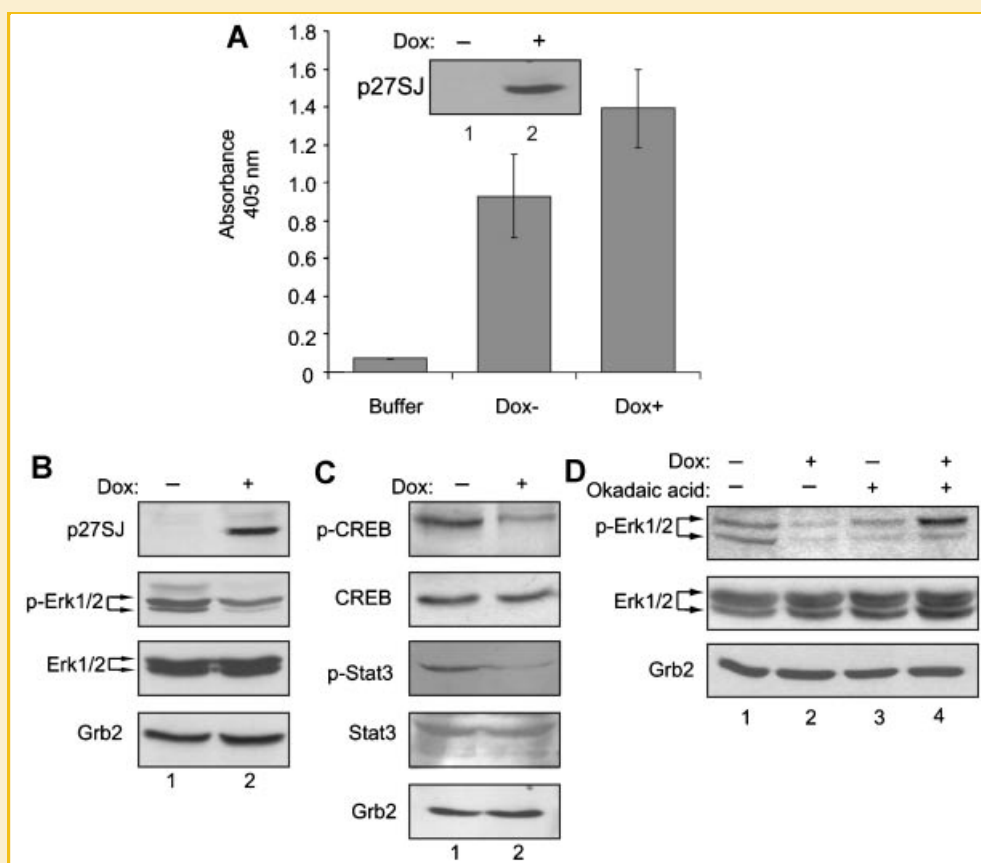 A
Dox: – +
p27SJ
1 2
Absorbance
405 nm
1.8
1.6
1.4
1.2
1.0
0.8
0.6
0.4
0.2
0
Buffer Dox- Dox+
B
Dox: – +
p27SJ
p-Erk1/2
Erk1/2
Grb2
1 2
C
Dox: – +
p-CREB
CREB
p-Stat3
Stat3
Grb2
1 2
D
Dox: – + – +
Okadaic acid: – – + +
p-Erk1/2
Erk1/2
Grb2
1 2 3 4